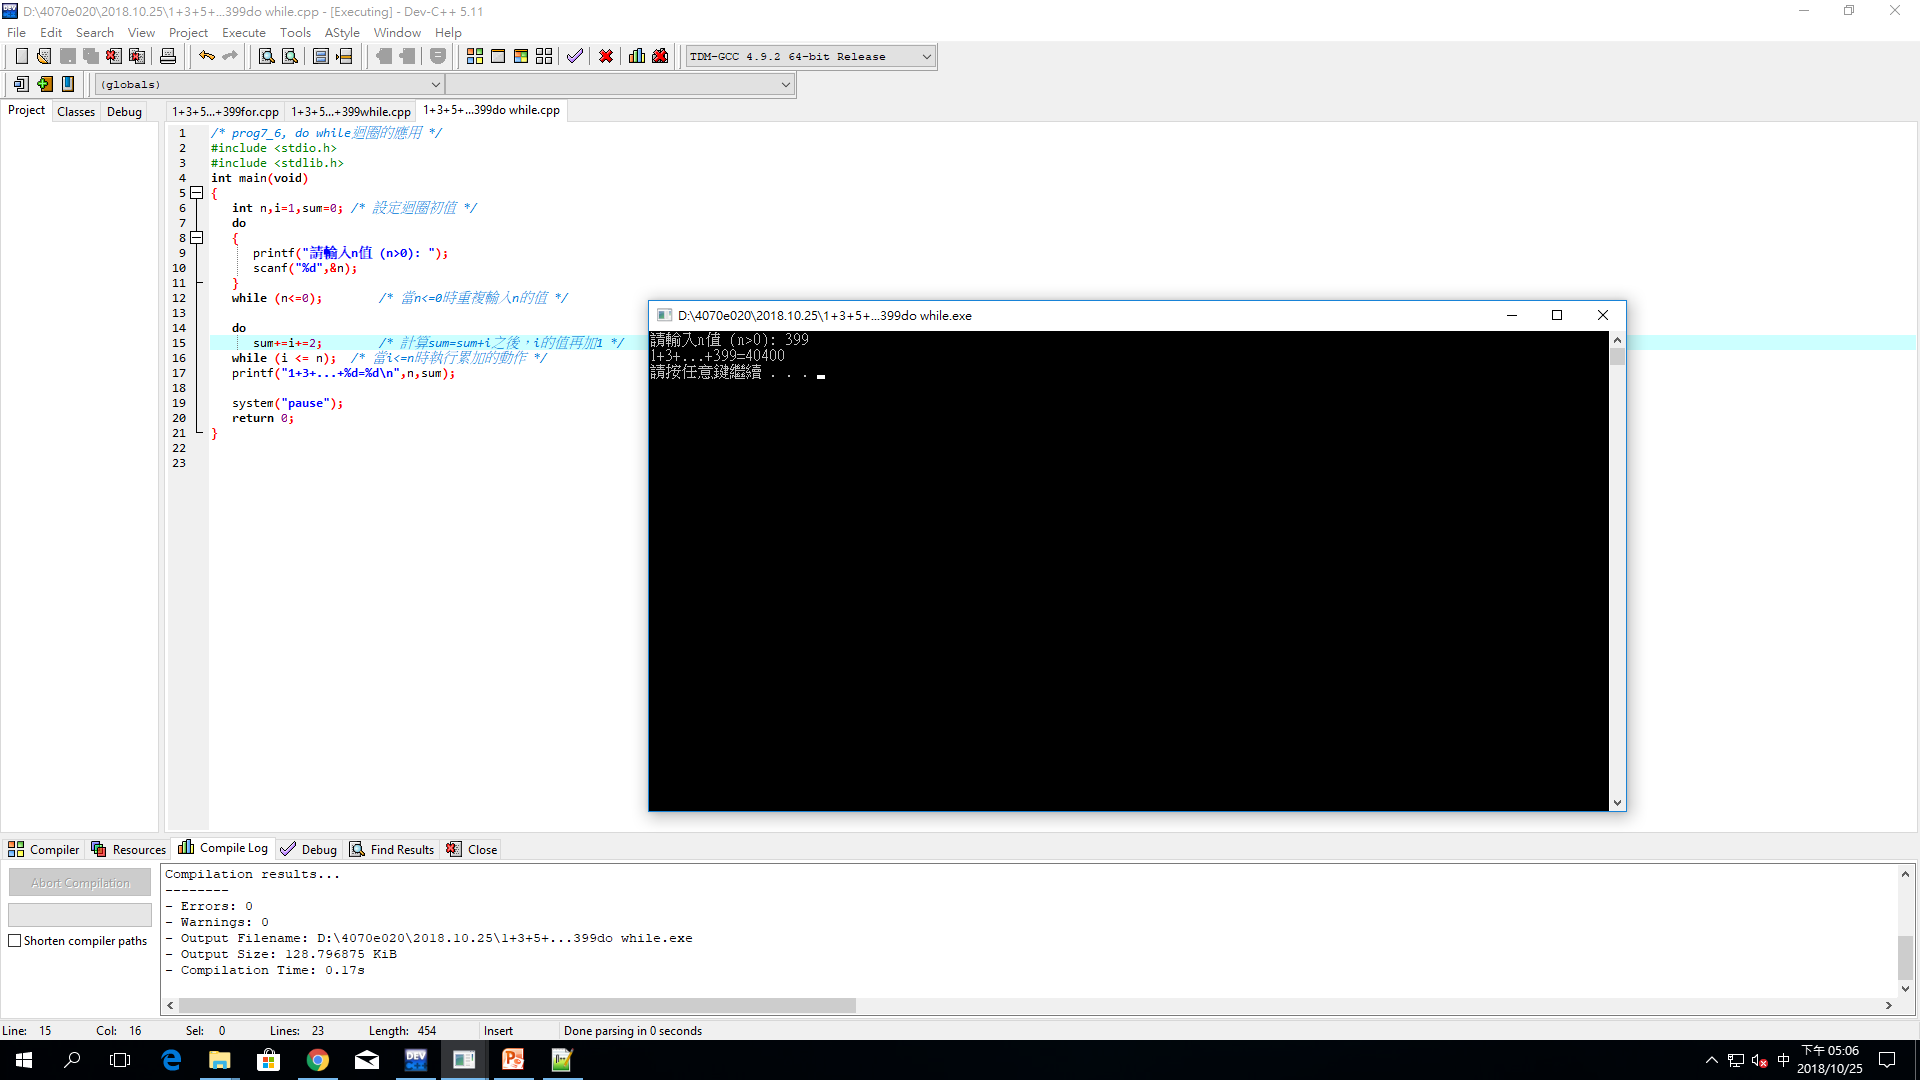 D:\4070e020\2018.10.25\1+3+5+...399do while.cpp - [Executing] - Dev-C++ 5.11
File Edit Search View Project Execute Tools AStyle Window Help
TDM-GCC 4.9.2 64-bit Release
(globals)
Project Classes Debug
1+3+5...+399for.cpp 1+3+5...+399while.cpp 1+3+5+...399do while.cpp
1 /* prog7_6, do while迴圈的應用 */
2 #include <stdio.h>
3 #include <stdlib.h>
4 int main(void)
5 {
6 int n,i=1,sum=0; /* 設定迴圈初值 */
7 do
8 {
9 printf("請輸入n值 (n>0): ");
10 scanf("%d",&n);
11 }
12 while (n<=0); /* 當n<=0時重複輸入n的值 */
13
14 do
15 sum+=i+=2; /* 計算sum=sum+i之後，i的值再加1 */
16 while (i <= n); /* 當i<=n時執行累加的動作 */
17 printf("1+3+...+%d=%d\n",n,sum);
18
19 system("pause");
20 return 0;
21 }
22
23
D:\4070e020\2018.10.25\1+3+5+...399do while.exe
請輸入n值 (n>0): 399
1+3+...+399=40400
請按任意鍵繼續 . . .
Compiler Resources Compile Log Debug Find Results Close
Abort Compilation
Shorten compiler paths
Compilation results...
--------
- Errors: 0
- Warnings: 0
- Output Filename: D:\4070e020\2018.10.25\1+3+5+...399do while.exe
- Output Size: 128.796875 KiB
- Compilation Time: 0.17s
Line: 15 Col: 16 Sel: 0 Lines: 23 Length: 454 Insert Done parsing in 0 seconds
中
下午 05:06
2018/10/25